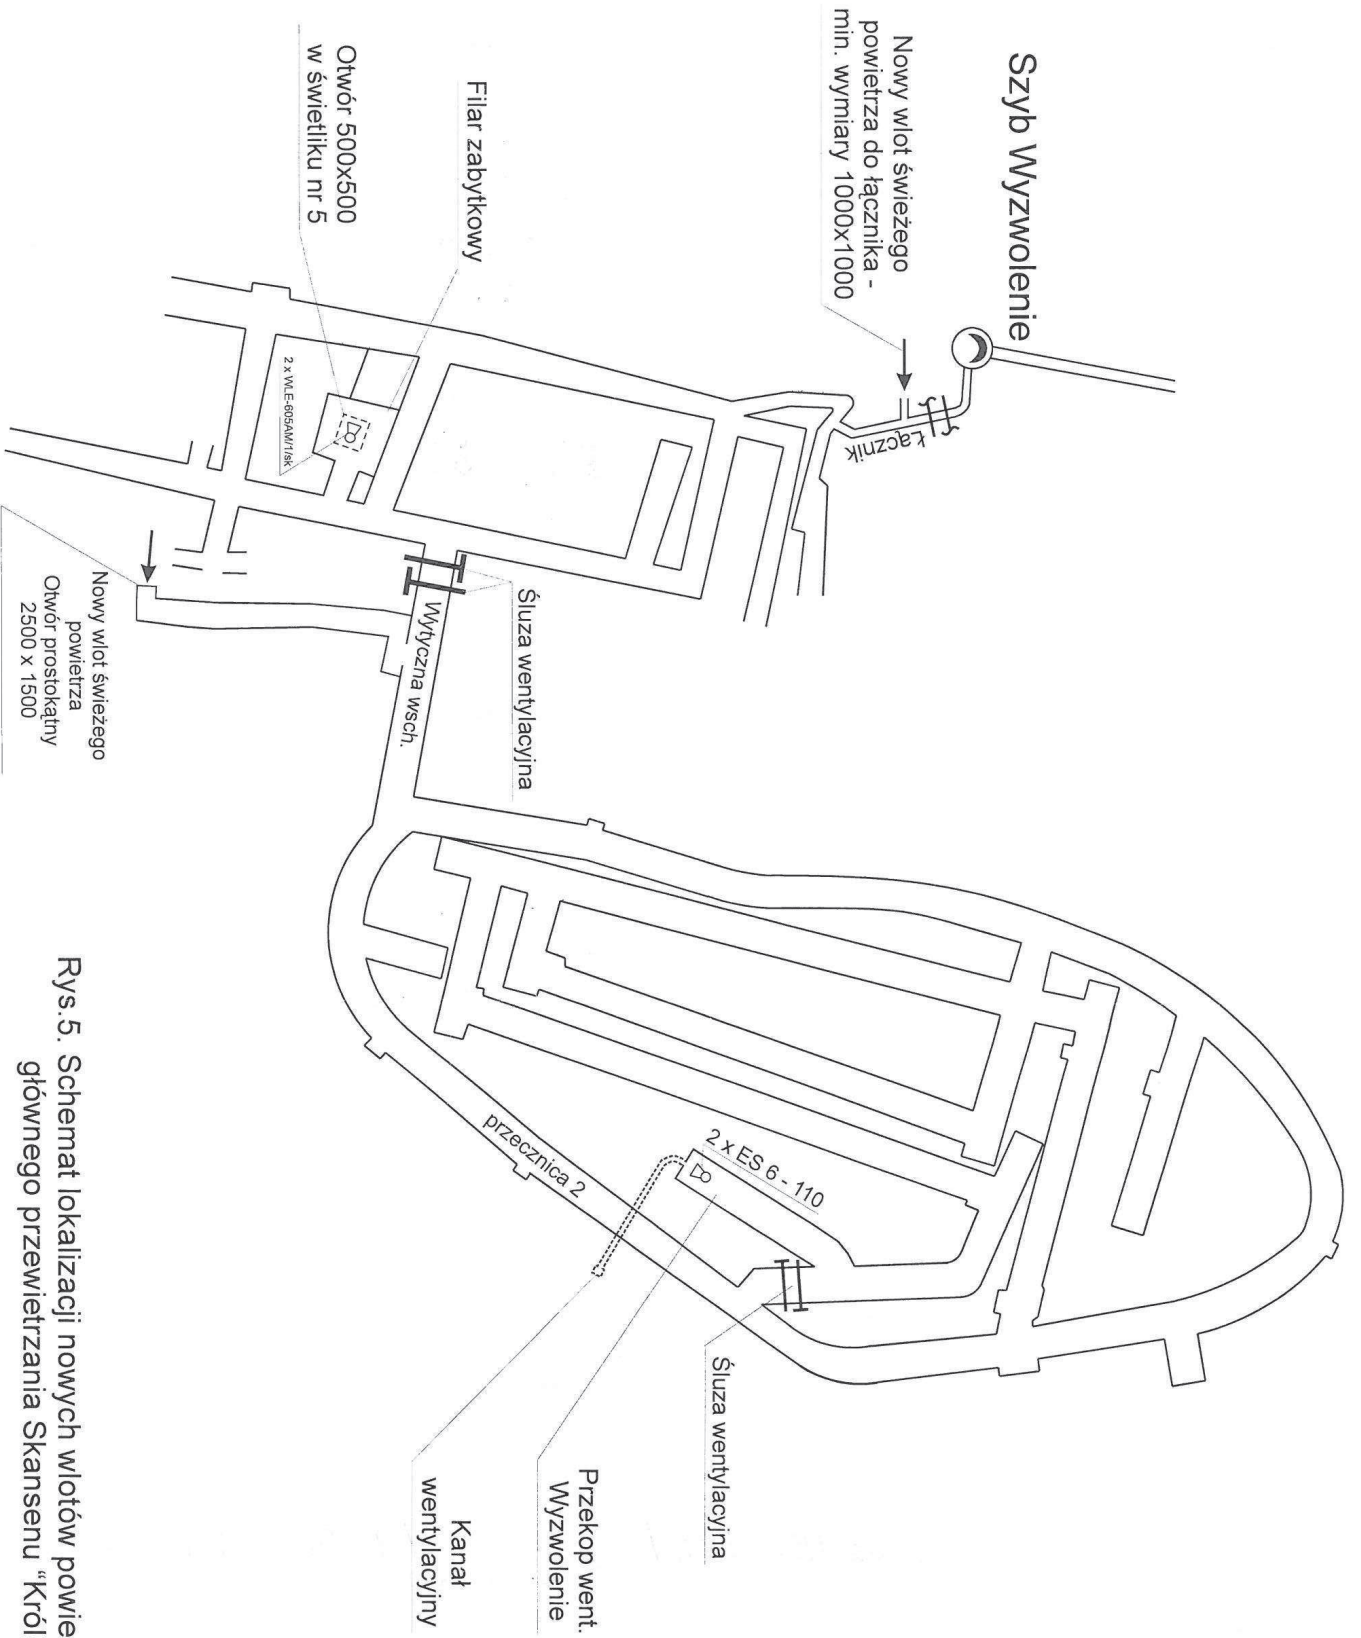 Szyb Wyzwolenie
Nowy wlot świeżego
powietrza do łącznika -
min. wymiary 1000x1000
Łącznik
Filar zabytkowy
Otwór 500x500
w świetliku nr 5
2 x WLE-605AM/1/sk
Śluza wentylacyjna
Wytyczna wsch.
Nowy wlot świeżego
powietrza
Otwór prostokątny
2500 x 1500
przecznica 2
2 x ES 6 - 110
Śluza wentylacyjna
Przekop went.
Wyzwolenie
Kanał
wentylacyjny
Rys.5. Schemat lokalizacji nowych wlotów powie
głównego przewietrzania Skansenu “Król